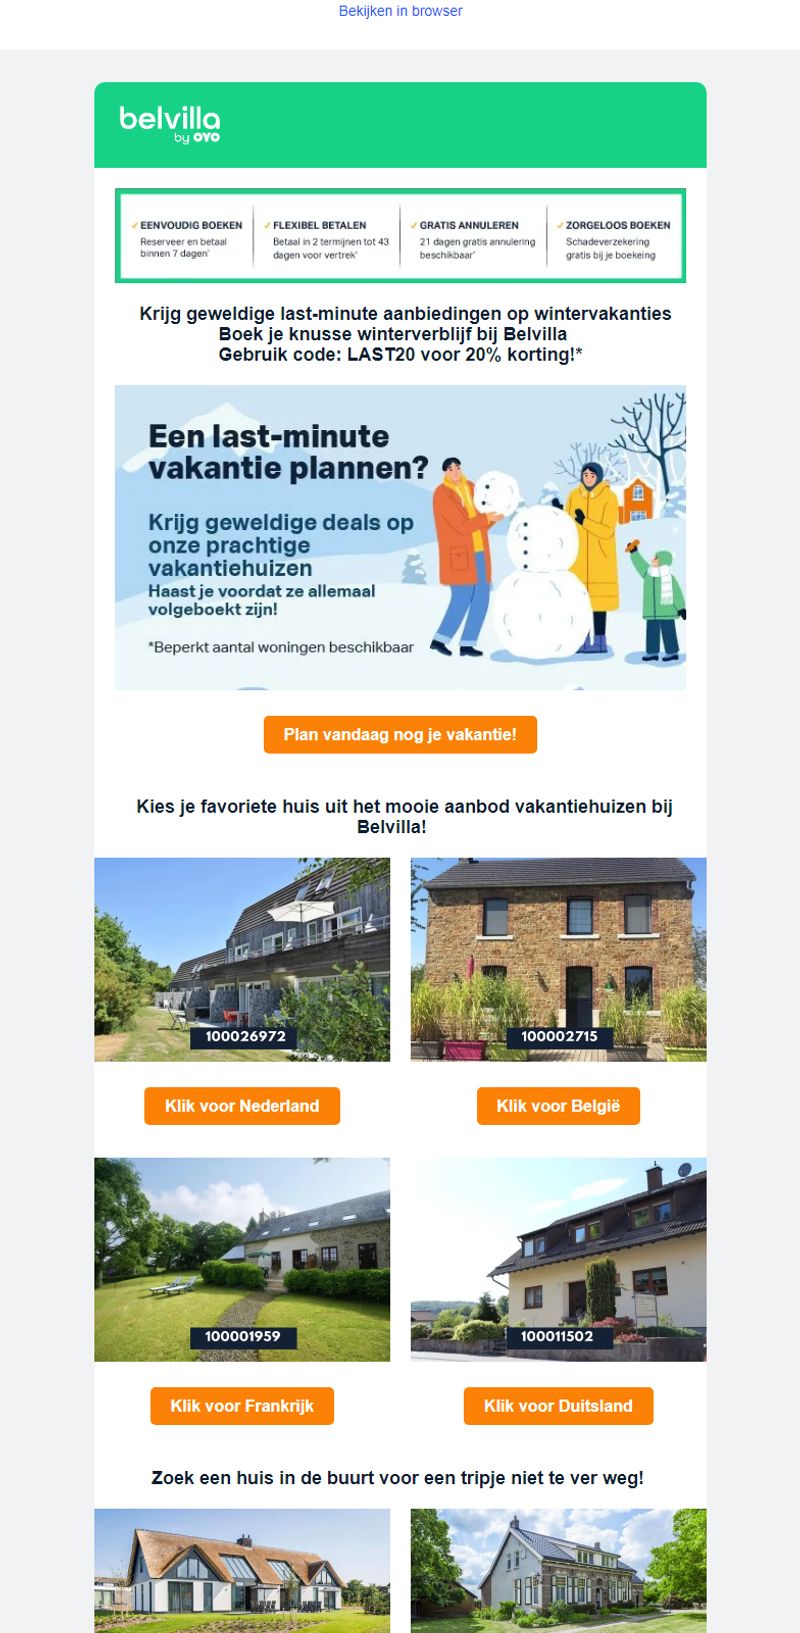 Bekijken in browser
belvilla
by OYO
EENVOUDIG BOEKEN
Reserveer en betaal
binnen 7 dagen*
FLEXIBEL BETALEN
Betaal in 2 termijnen tot 43
dagen voor vertrek*
GRATIS ANNULEREN
21 dagen gratis annulering
beschikbaar*
ZORGELOOS BOEKEN
Schadeverzekering
gratis bij je boekeing
Krijg geweldige last-minute aanbiedingen op wintervakanties
Boek je knusse winterverblijf bij Belvilla
Gebruik code: LAST20 voor 20% korting!*
Een last-minute
vakantie plannen?
Krijg geweldige deals op
onze prachtige
vakantiehuizen
Haast je voordat ze allemaal
volgeboekt zijn!
*Beperkt aantal woningen beschikbaar
Plan vandaag nog je vakantie!
Kies je favoriete huis uit het mooie aanbod vakantiehuizen bij
Belvilla!
100026972
100002715
Klik voor Nederland
Klik voor België
100001959
100011502
Klik voor Frankrijk
Klik voor Duitsland
Zoek een huis in de buurt voor een tripje niet te ver weg!